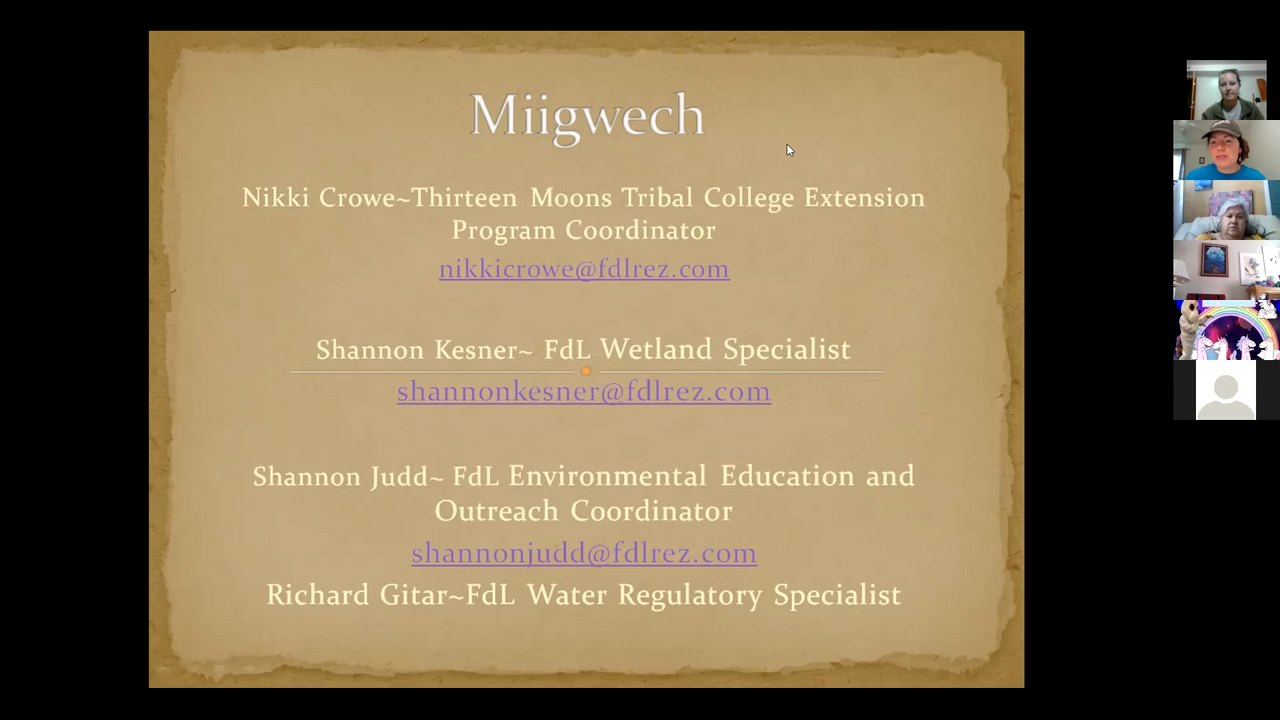 Miigwech
Nikki Crowe~Thirteen Moons Tribal College Extension
Program Coordinator
nikkicrowe@fdlrez.com
Shannon Kesner~ FdL Wetland Specialist
shannonkesner@fdlrez.com
Shannon Judd~ FdL Environmental Education and
Outreach Coordinator
shannonjudd@fdlrez.com
Richard Gitar~FdL Water Regulatory Specialist